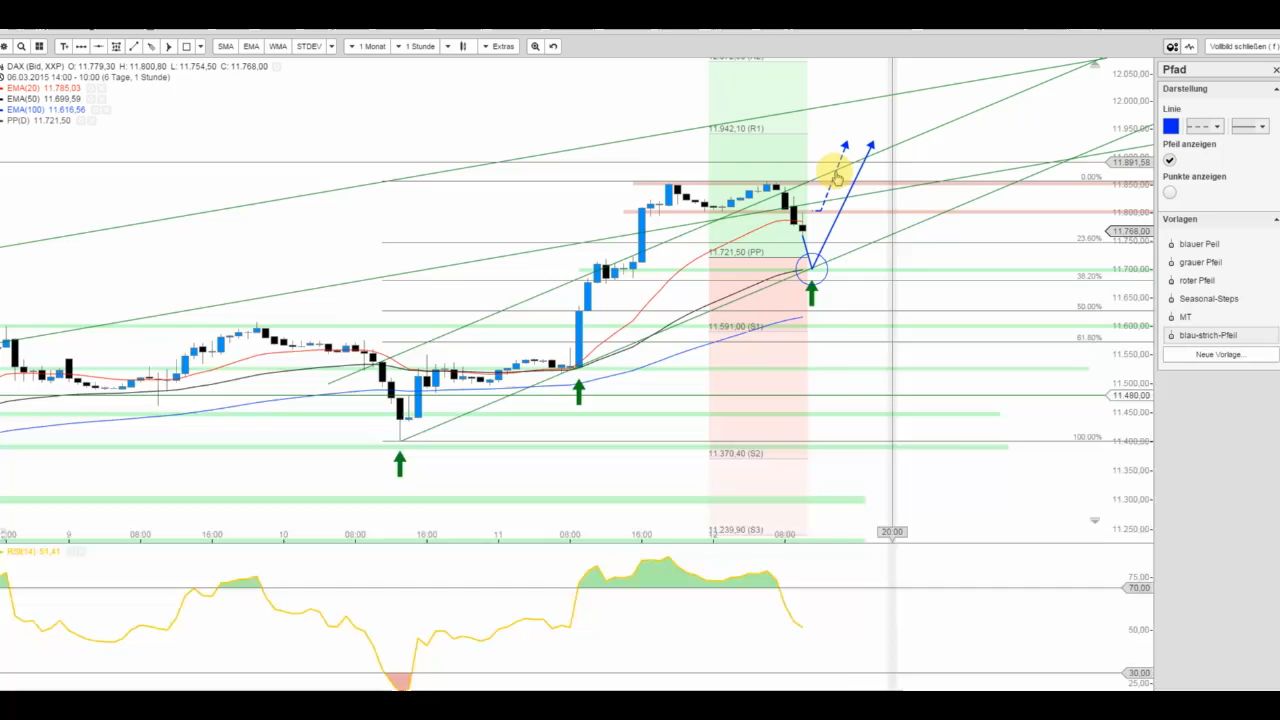 SMA EMA WMA STDEV 1 Monat 1 Stunde Extras Vollbild schließen ( f )
DAX (Bid, XXP) O: 11.779,30 H: 11.800,80 L: 11.754,50 C: 11.768,00
06.03.2015 14:00 - 10:00 (6 Tage, 1 Stunde)
EMA(20) 11.785,03
EMA(50) 11.699,59
EMA(100) 11.616,56
PP(D) 11.721,50
11.942,10 (R1)
0.00%
11.721,50 (PP)
23.60%
38.20%
50.00%
11.591,00 (S1)
61.80%
100.00%
11.370,40 (S2)
11.239,90 (S3)
12.050,00
12.000,00
11.950,00
11.891,58
11.850,00
11.800,00
11.768,00
11.750,00
11.700,00
11.650,00
11.600,00
11.550,00
11.500,00
11.480,00
11.450,00
11.400,00
11.350,00
11.300,00
11.250,00
9 08:00 16:00 10 08:00 16:00 11 08:00 16:00 12 08:00 20:00
RSI(14) 51,41
75,00
70,00
50,00
30,00
25,00
Pfad
Darstellung
Linie
Pfeil anzeigen
Punkte anzeigen
Vorlagen
blauer Peil
grauer Pfeil
roter Pfeil
Seasonal-Steps
MT
blau-strich-Pfeil
Neue Vorlage...